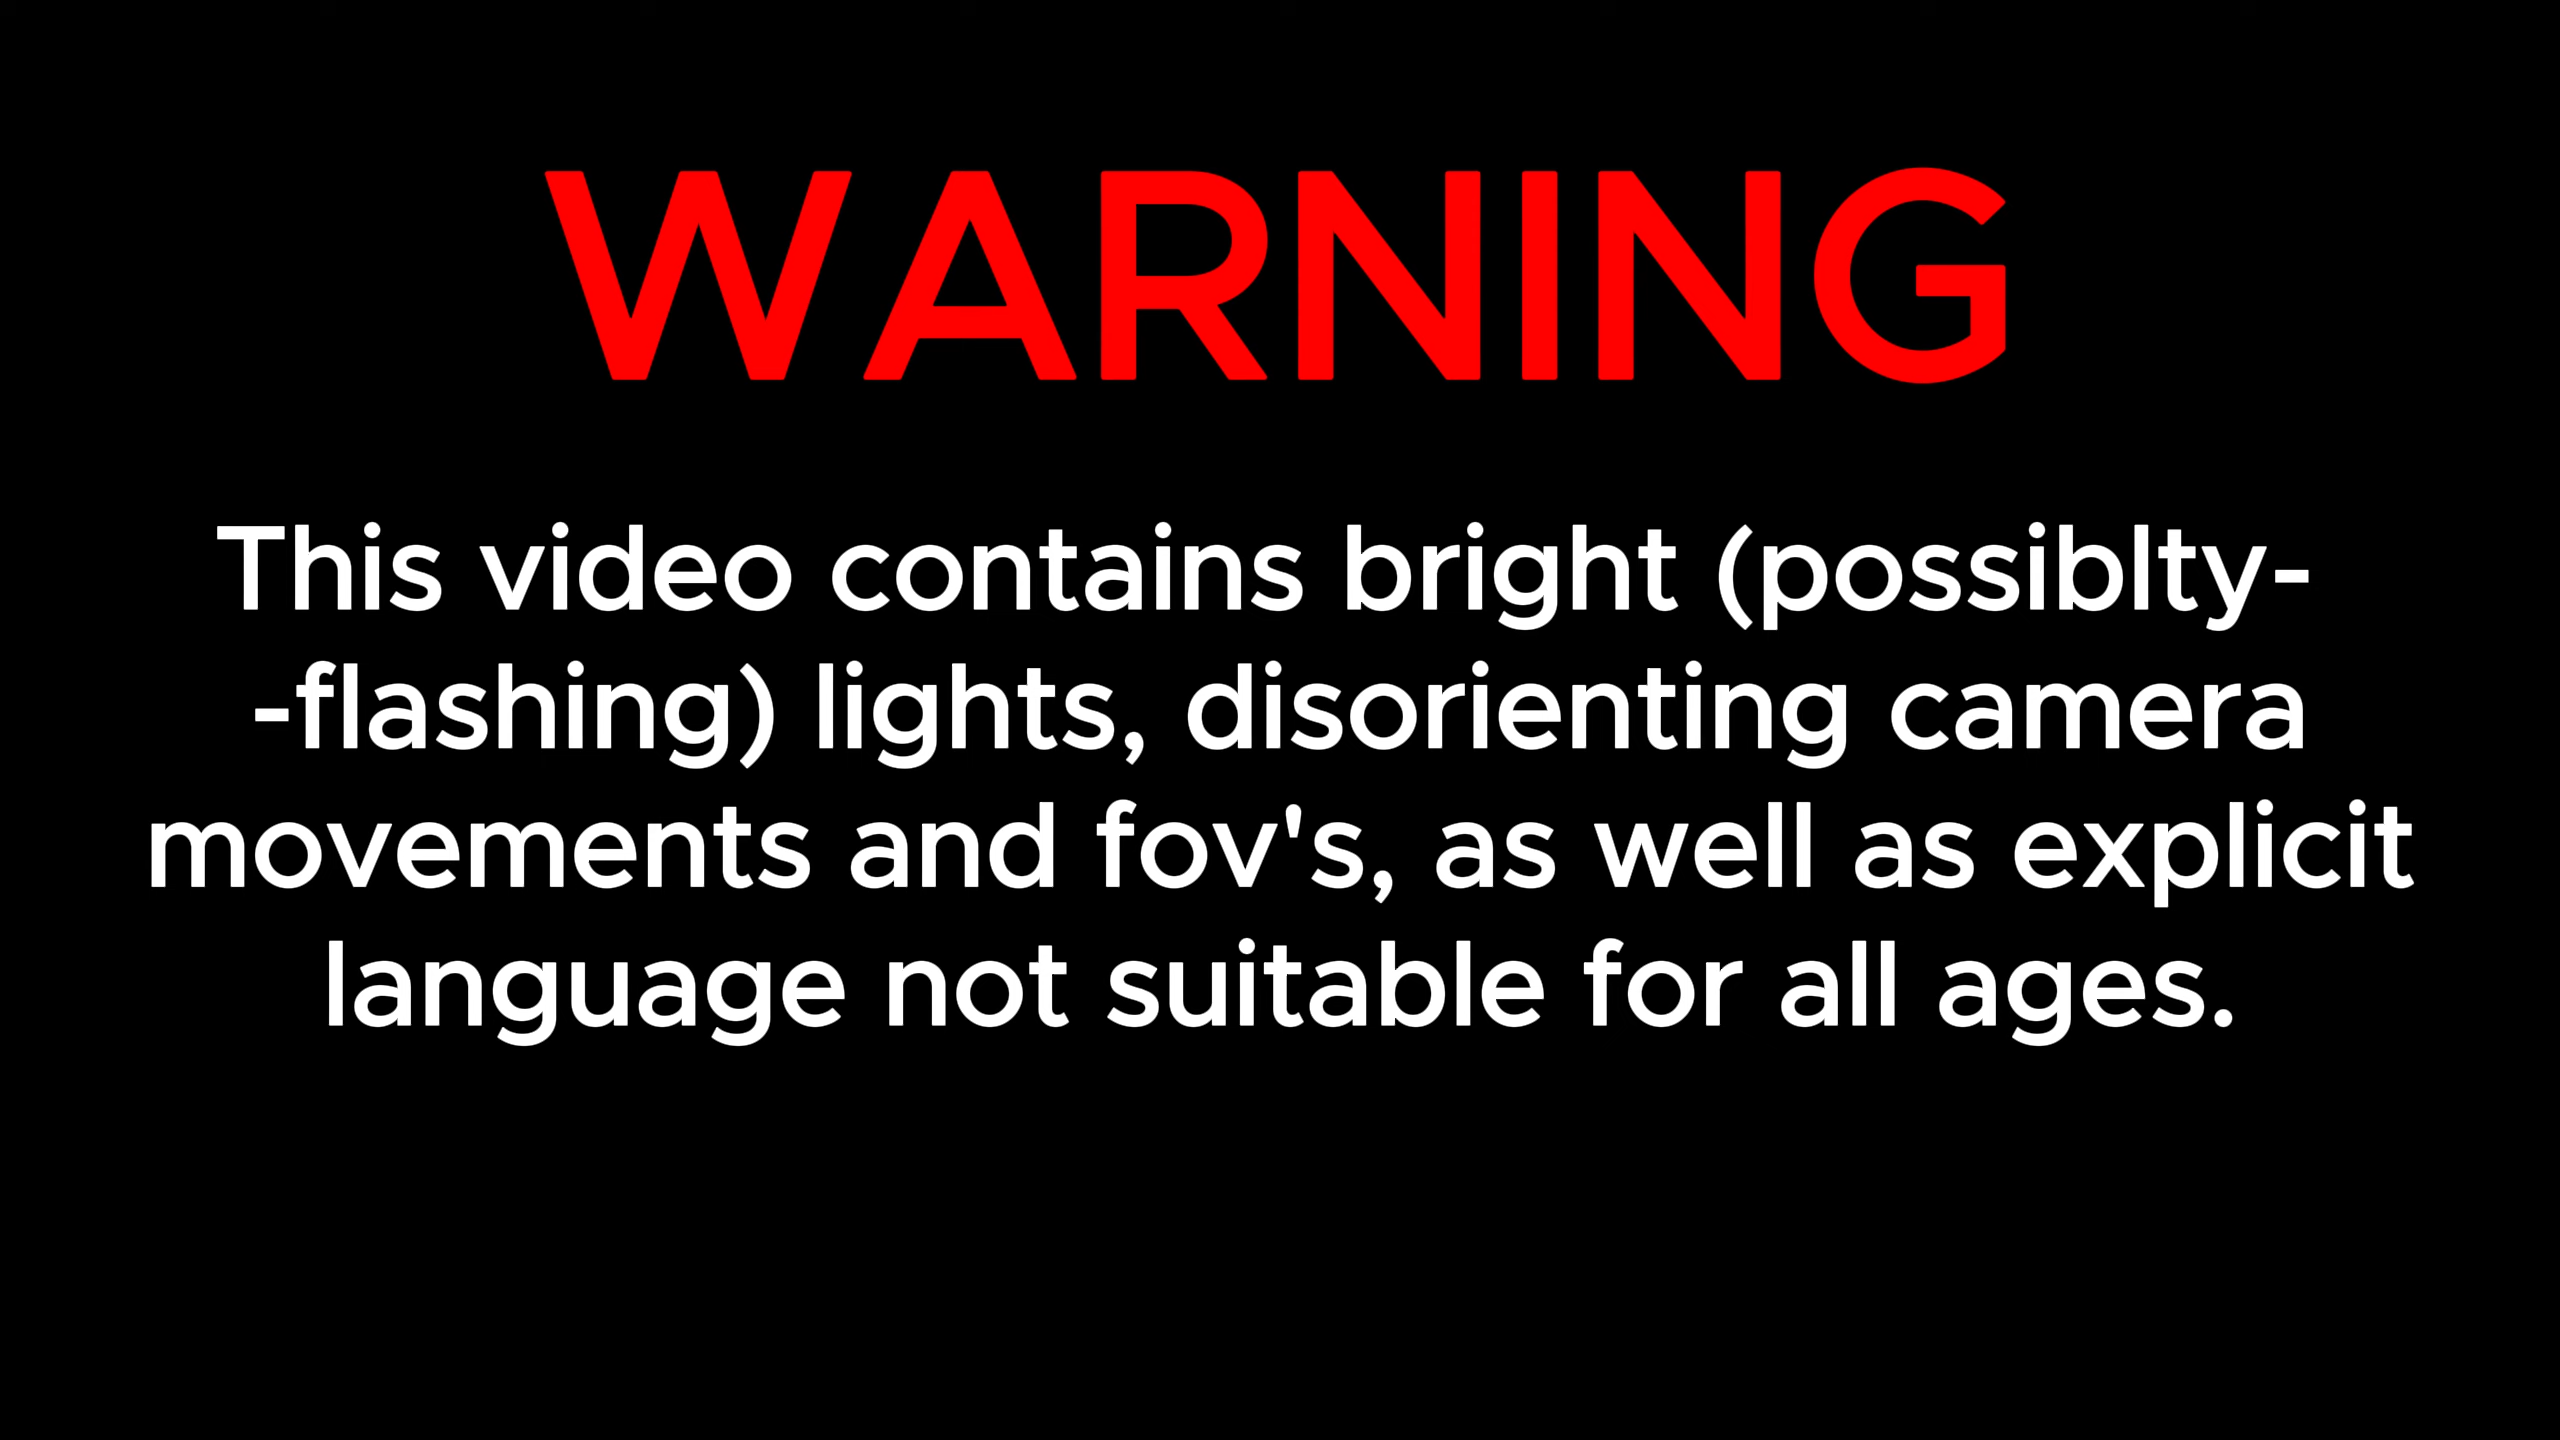 WARNING
This video contains bright (possiblty-
-flashing) lights, disorienting camera
movements and fov's, as well as explicit
language not suitable for all ages.